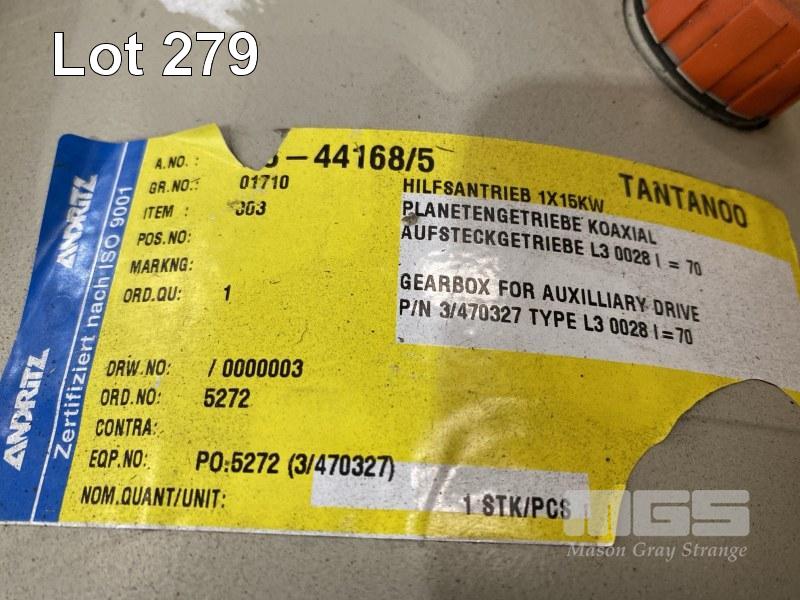 Lot 279
A.NO. : -44168/5
GR.NO.: 01710
ITEM : 303
POS.NO:
MARKNG:
ORD.QU: 1
DRW.NO: / 0000003
ORD.NO: 5272
CONTRA:
EQP.NO: PO:5272 (3/470327)
NOM.QUANT/UNIT: 1 STK/PCS
TANTANOO
HILFSANTRIEB 1X15KW
PLANETENGETRIEBE KOAXIAL
AUFSTECKGETRIEBE L3 0028 I = 70
GEARBOX FOR AUXILLIARY DRIVE
P/N 3/470327 TYPE L3 0028 I=70
ANDRITZ
Zertifiziert nach ISO 9001
ANDRITZ
MGS
Mason Gray Strange